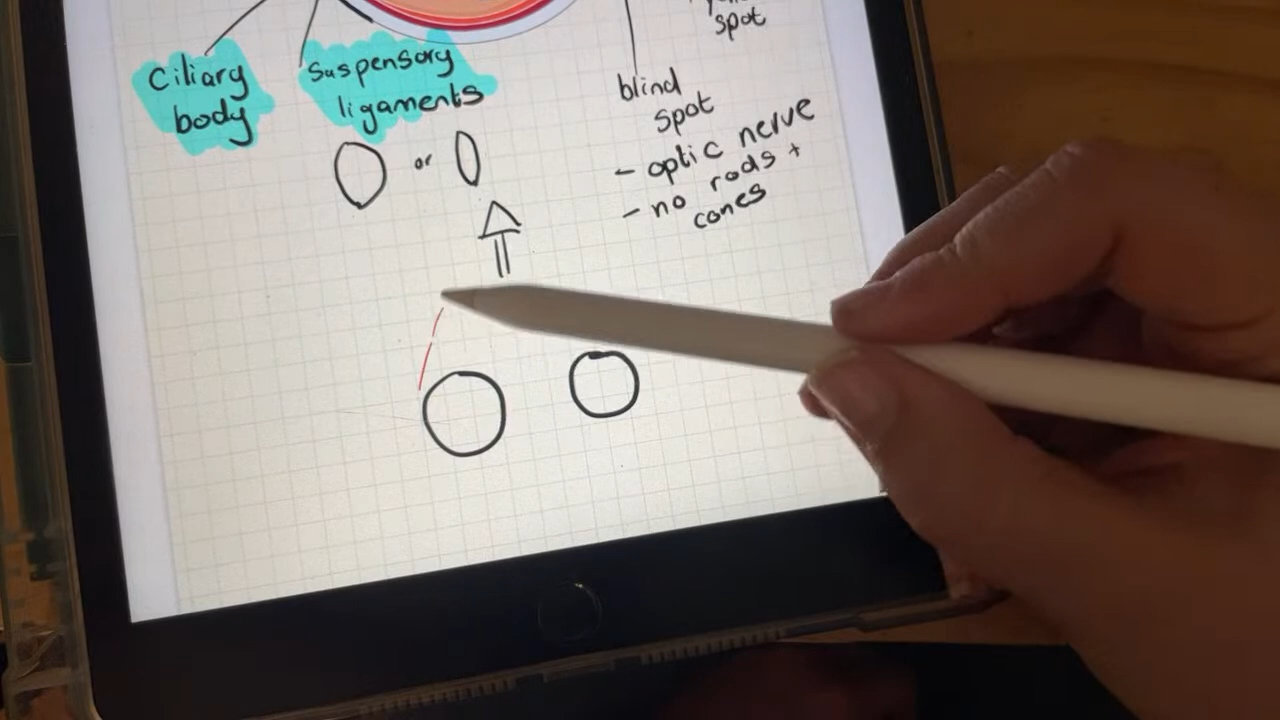 spot
Ciliary
body
Suspensory
ligaments
or
blind
spot
- optic nerve
- no rods +
cones